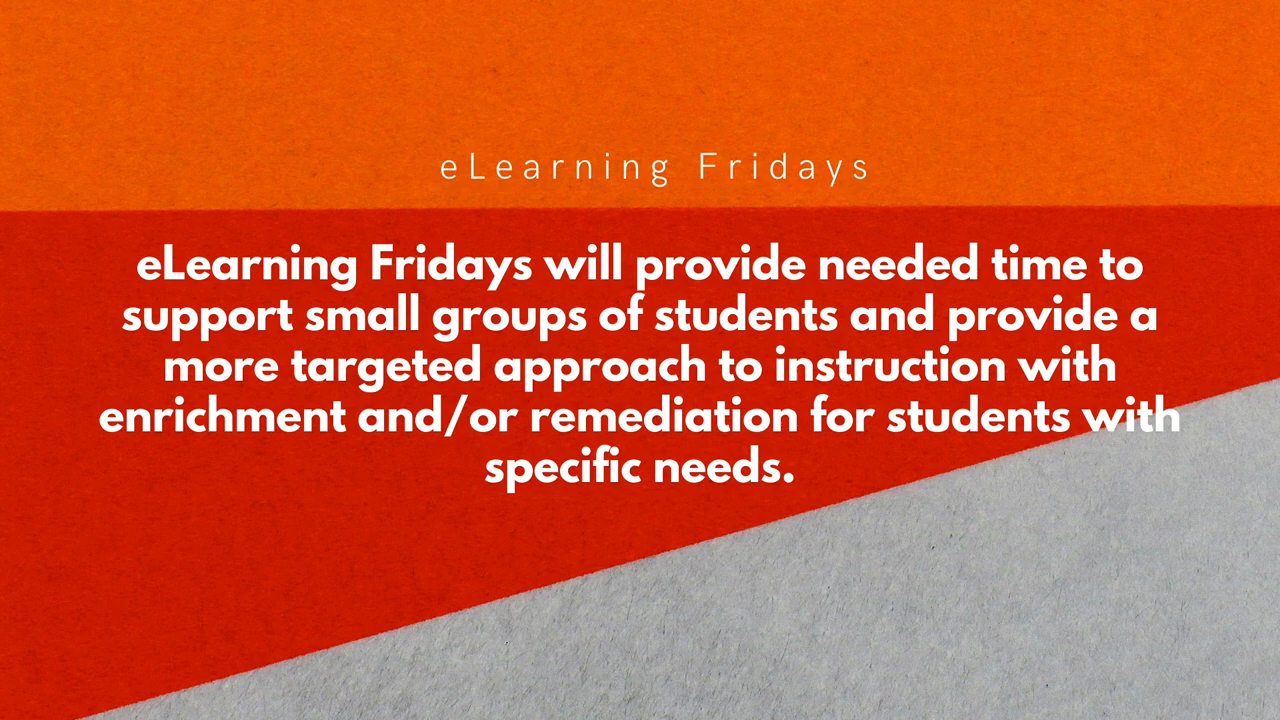 eLearning Fridays
eLearning Fridays will provide needed time to
support small groups of students and provide a
more targeted approach to instruction with
enrichment and/or remediation for students with
specific needs.